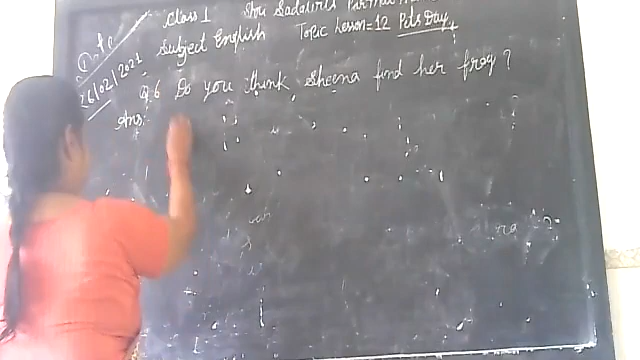 Class 1 Shri
Subject English Topic Lesson=12 Pets Day,
26/02/2021
Q.6 Do you think Sheena find her frog?
Ans:-